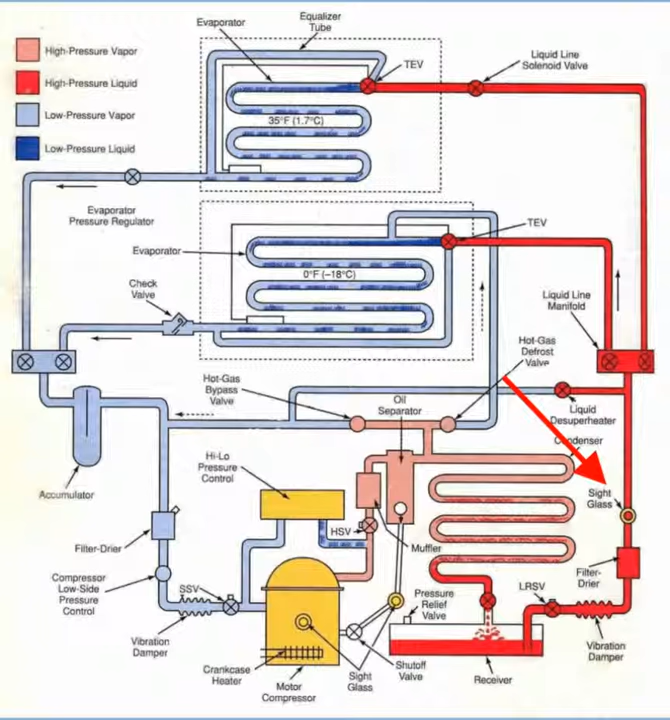 Evaporator
Equalizer
Tube
High-Pressure Vapor
TEV
Liquid Line
Solenoid Valve
High-Pressure Liquid
Low-Pressure Vapor
35°F (1.7°C)
Low-Pressure Liquid
Evaporator
Pressure Regulator
TEV
Evaporator
0°F (−18°C)
Check
Valve
Liquid Line
Manifold
Hot-Gas
Defrost
Valve
Hot-Gas
Bypass
Valve
Oil
Separator
Liquid
Desuperheater
Condenser
Hi-Lo
Pressure
Control
Accumulator
Sight
Glass
HSV
Muffler
Filter-Drier
Filter-
Drier
Compressor
Low-Side
Pressure
Control
SSV
Pressure
Relief
Valve
LRSV
Vibration
Damper
Vibration
Damper
Crankcase
Heater
Motor
Compressor
Sight
Glass
Shutoff
Valve
Receiver